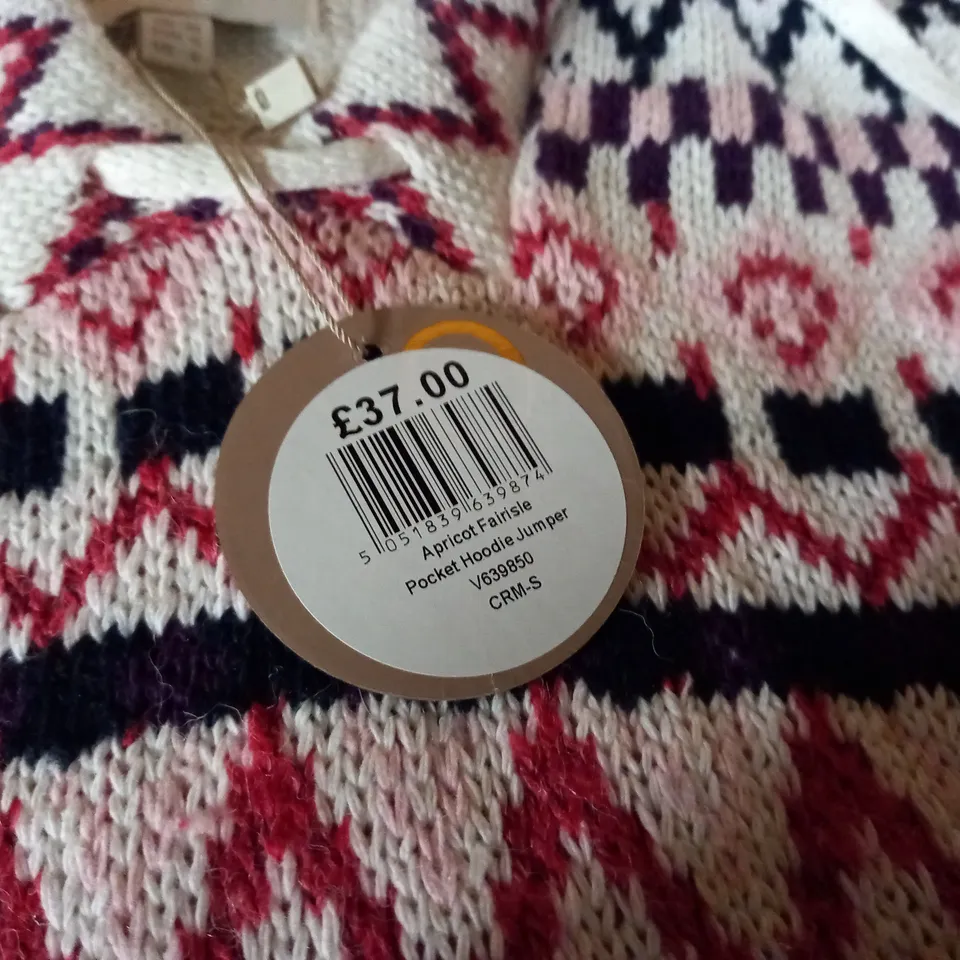 £37.00
5 051839 639874
Apricot Fairisle
Pocket Hoodie Jumper
V639850
CRM-S